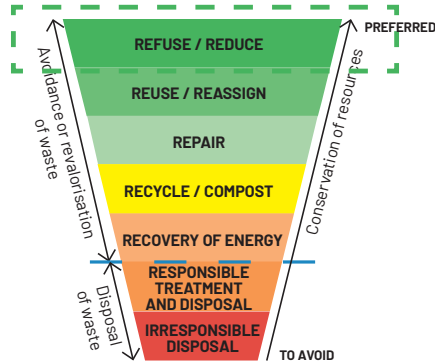 PREFERRED
REFUSE / REDUCE
REUSE / REASSIGN
REPAIR
RECYCLE / COMPOST
RECOVERY OF ENERGY
RESPONSIBLE
TREATMENT
AND DISPOSAL
IRRESPONSIBLE
DISPOSAL
TO AVOID
Avoidance or revalorisation
of waste
Disposal
of waste
Conservation of resources